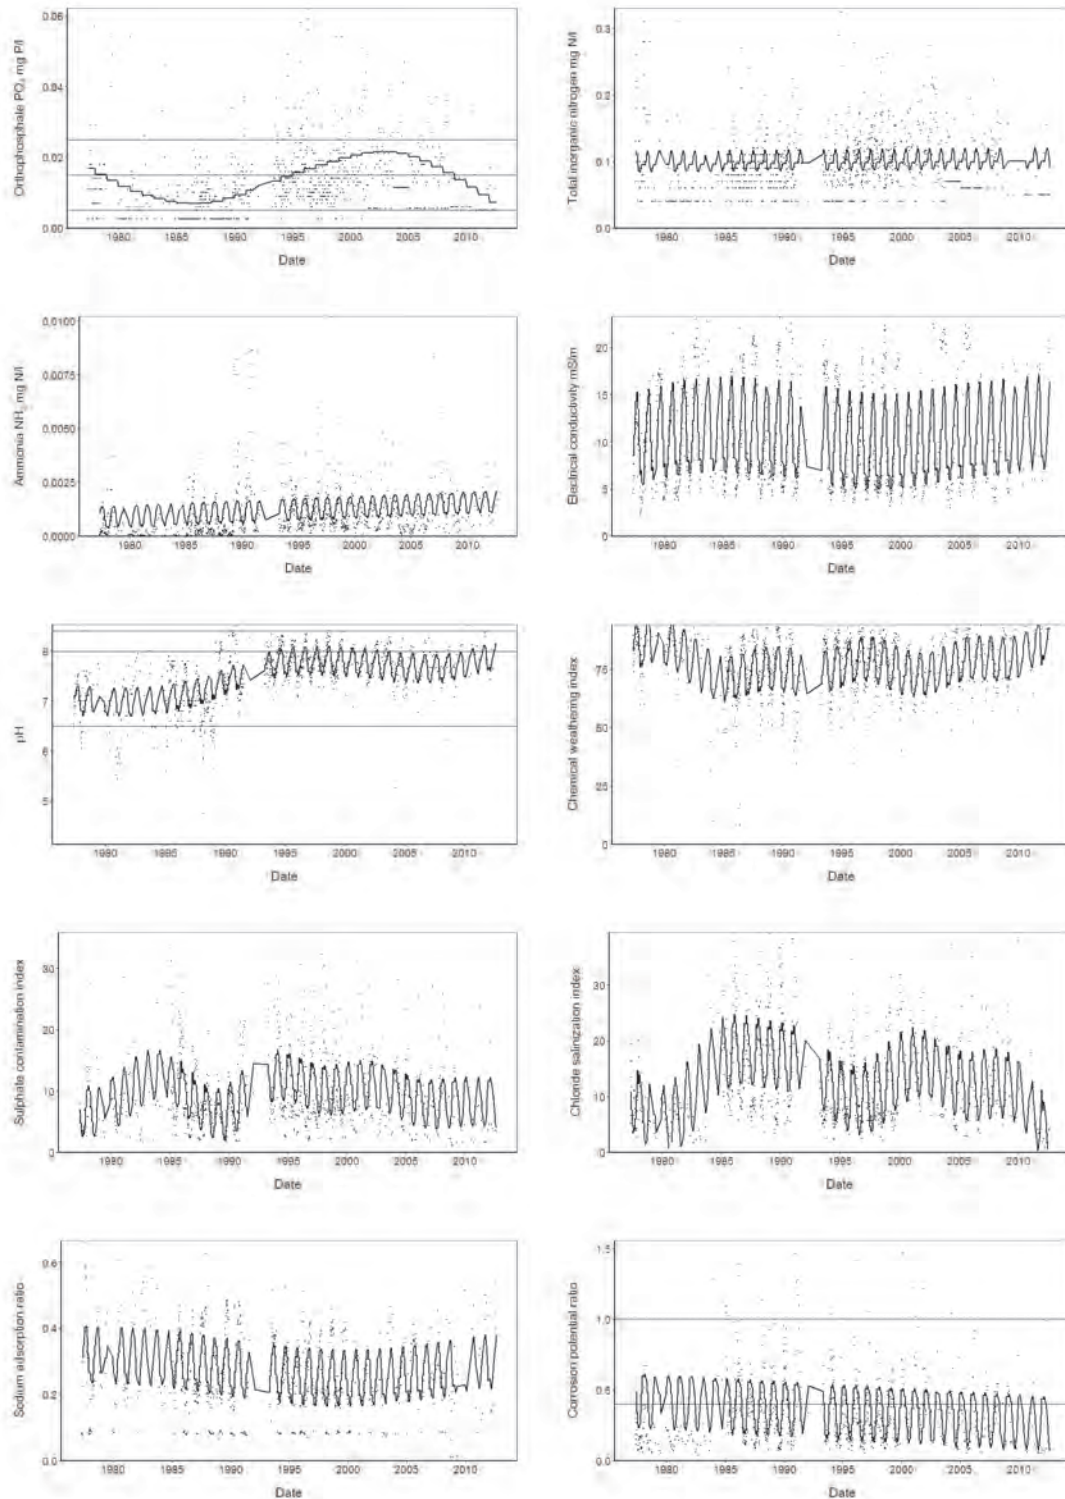 Orthophosphate PO₄ mg P/l
0.06
0.04
0.02
0.00
1980 1985 1990 1995 2000 2005 2010
Date
Total inorganic nitrogen mg N/l
0.3
0.2
0.1
0.0
1980 1985 1990 1995 2000 2005 2010
Date
Ammonia NH₃ mg N/l
0.0100
0.0075
0.0050
0.0025
0.0000
1980 1985 1990 1995 2000 2005 2010
Date
Electrical conductivity mS/m
20
15
10
5
0
1980 1985 1990 1995 2000 2005 2010
Date
pH
8
7
6
5
1980 1985 1990 1995 2000 2005 2010
Date
Chemical weathering index
75
50
25
0
1980 1985 1990 1995 2000 2005 2010
Date
Sulphate contamination index
30
20
10
0
1980 1985 1990 1995 2000 2005 2010
Date
Chloride salinization index
30
20
10
0
1980 1985 1990 1995 2000 2005 2010
Date
Sodium adsorption ratio
0.6
0.4
0.2
0.0
1980 1985 1990 1995 2000 2005 2010
Date
Corrosion potential ratio
1.5
1.0
0.5
0.0
1980 1985 1990 1995 2000 2005 2010
Date